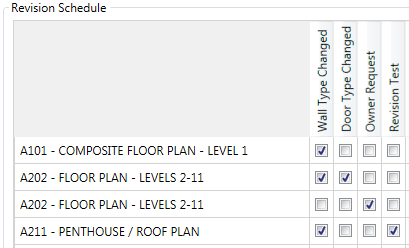 Revision Schedule
Wall Type Changed
Door Type Changed
Owner Request
Revision Test
A101 - COMPOSITE FLOOR PLAN - LEVEL 1
A202 - FLOOR PLAN - LEVELS 2-11
A202 - FLOOR PLAN - LEVELS 2-11
A211 - PENTHOUSE / ROOF PLAN